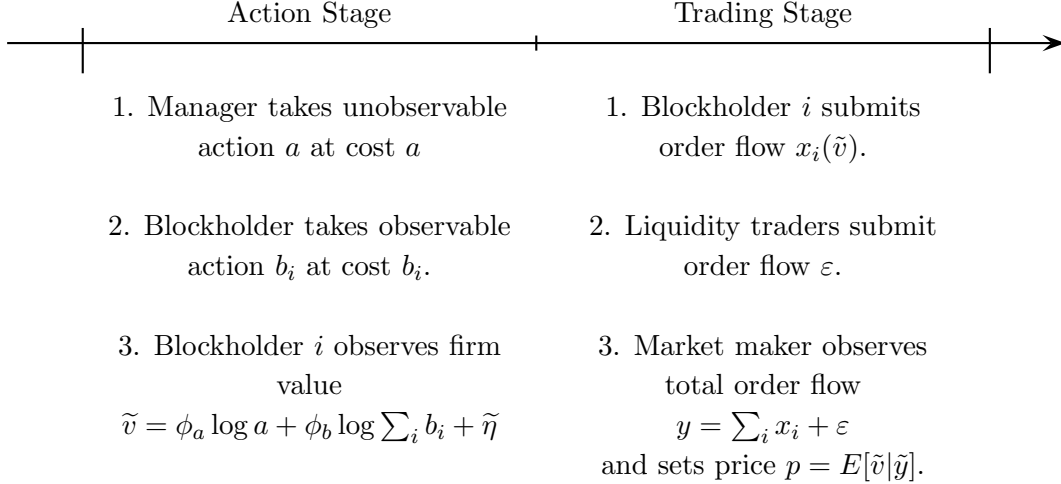 Action Stage
Trading Stage
1. Manager takes unobservable
action a at cost a
2. Blockholder takes observable
action b_i at cost b_i.
3. Blockholder i observes firm
value
ṽ = ϕ_a log a + ϕ_b log ∑_i b_i + η̃
1. Blockholder i submits
order flow x_i(ṽ).
2. Liquidity traders submit
order flow ε.
3. Market maker observes
total order flow
y = ∑_i x_i + ε
and sets price p = E[ṽ|ỹ].